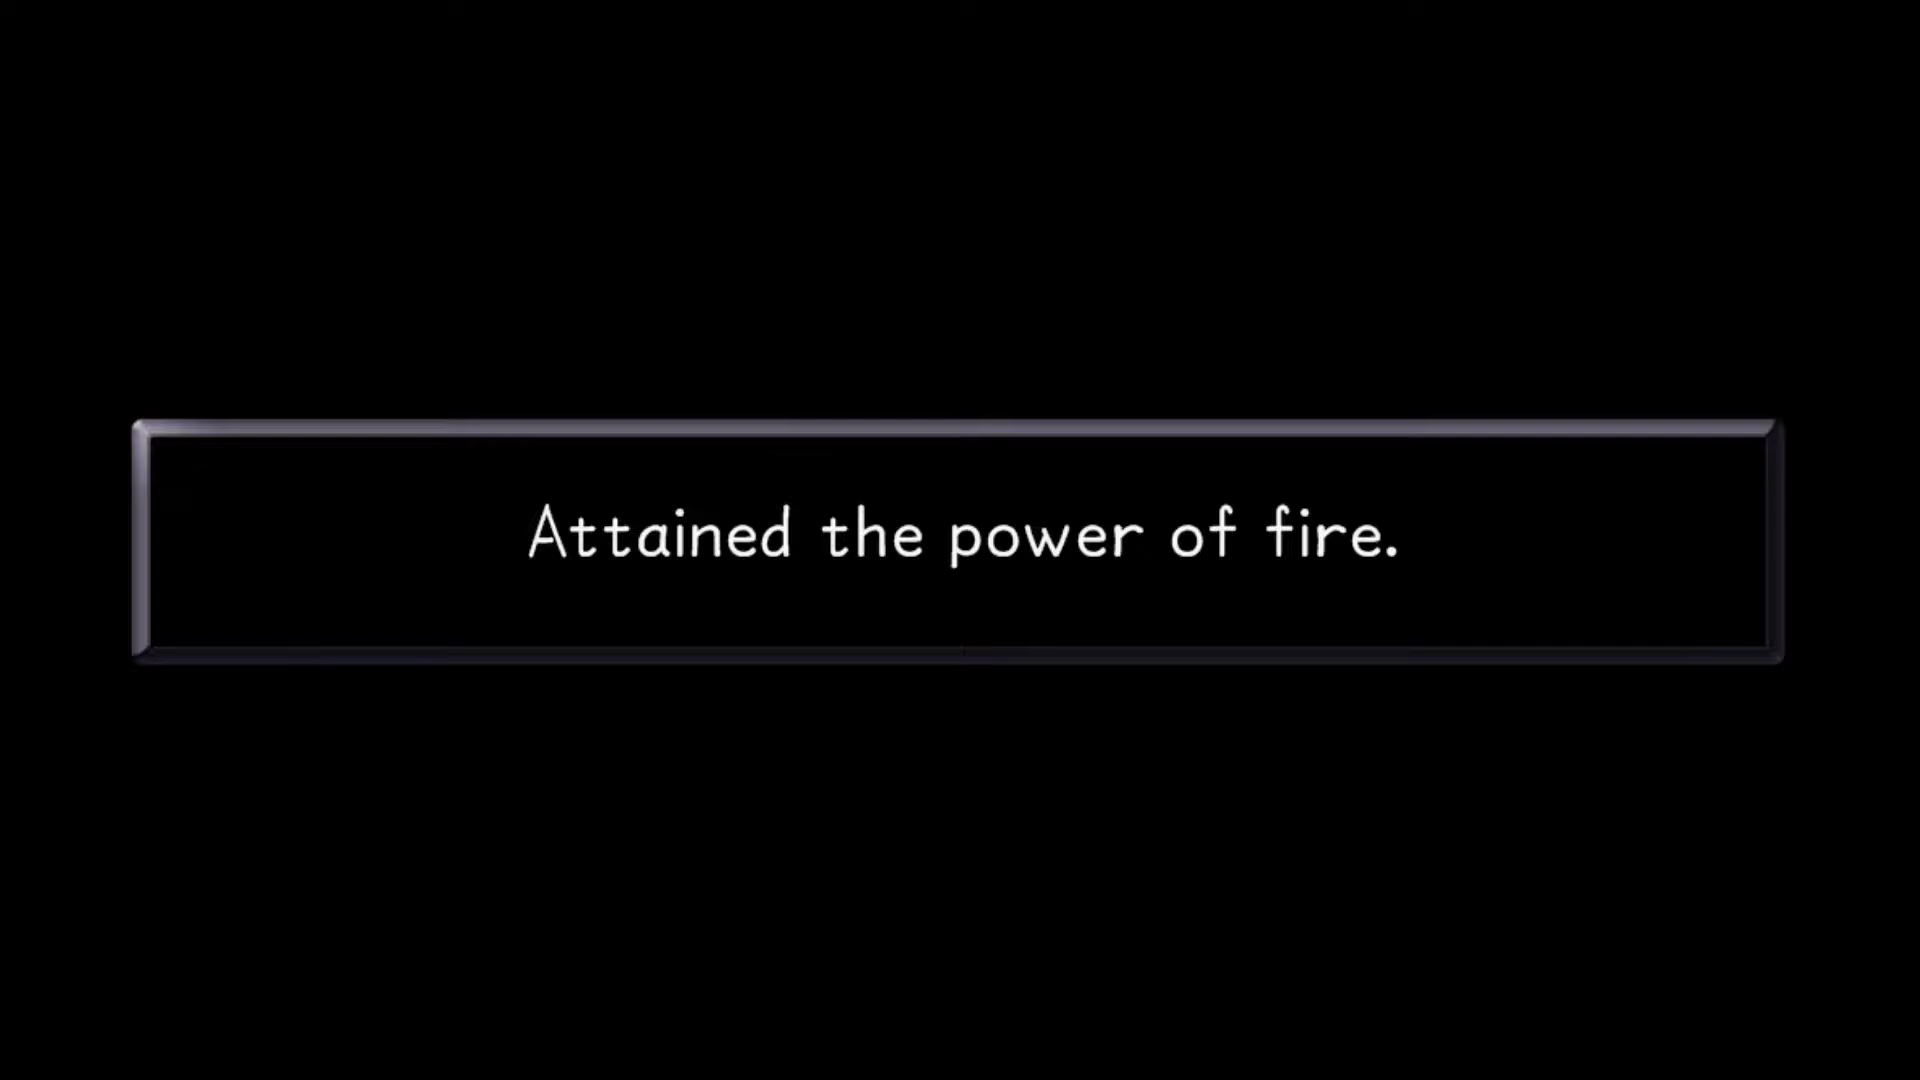 Attained the power of fire.